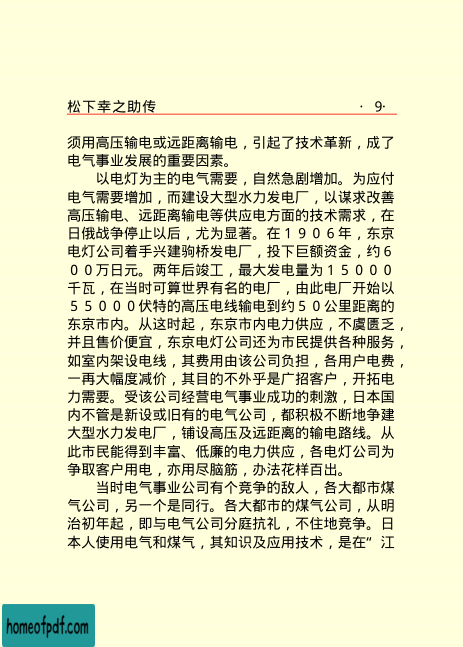 松下幸之助传 · 9·
须用高压输电或远距离输电，引起了技术革新，成了
电气事业发展的重要因素。
以电灯为主的电气需要，自然急剧增加。为应付
电气需要增加，而建设大型水力发电厂，以谋求改善
高压输电、远距离输电等供应电方面的技术需求，在
日俄战争停止以后，尤为显著。在１９０６年，东京
电灯公司着手兴建驹桥发电厂，投下巨额资金，约６
００万日元。两年后竣工，最大发电量为１５０００
千瓦，在当时可算世界有名的电厂，由此电厂开始以
５５０００伏特的高压电线输电到约５０公里距离的
东京市内。从这时起，东京市内电力供应，不虞匮乏，
并且售价便宜，东京电灯公司还为市民提供各种服务，
如室内架设电线，其费用由该公司负担，各用户电费，
一再大幅度减价，其目的不外乎是广招客户，开拓电
力需要。受该公司经营电气事业成功的刺激，日本国
内不管是新设或旧有的电气公司，都积极不断地争建
大型水力发电厂，铺设高压及远距离的输电路线。从
此市民能得到丰富、低廉的电力供应，各电灯公司为
争取客户用电，亦用尽脑筋，办法花样百出。
当时电气事业公司有个竞争的敌人，各大都市煤
气公司，另一个是同行。各大都市的煤气公司，从明
治初年起，即与电气公司分庭抗礼，不住地竞争。日
本人使用电气和煤气，其知识及应用技术，是在“江
homeofpdf.com